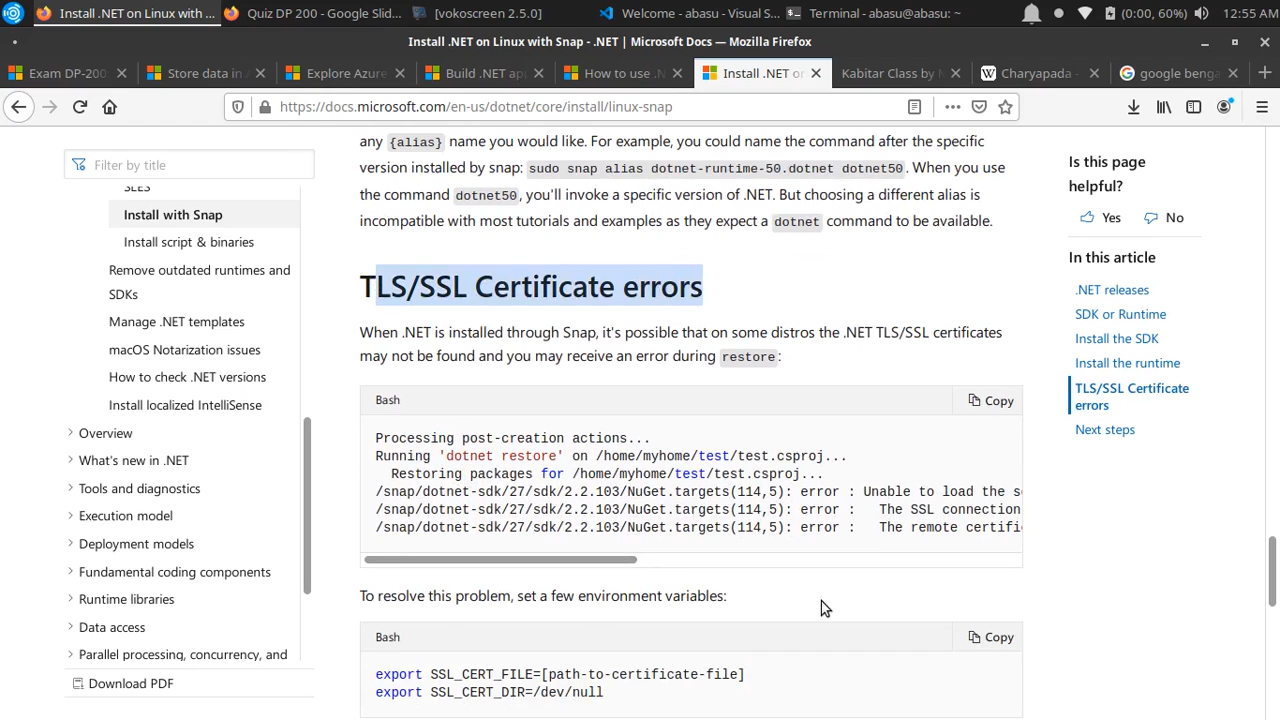 Install .NET on Linux with ...
Quiz DP 200 - Google Slid...
[vokoscreen 2.5.0]
Welcome - abasu - Visual S...
Terminal - abasu@abasu: ~
(0:00, 60%)
12:55 AM
Install .NET on Linux with Snap - .NET | Microsoft Docs — Mozilla Firefox
Exam DP-200
Store data in A
Explore Azure
Build .NET app
How to use .N
Install .NET or
Kabitar Class by M
Charyapada -
google benga
https://docs.microsoft.com/en-us/dotnet/core/install/linux-snap
Filter by title
SLES
Install with Snap
Install script & binaries
Remove outdated runtimes and
SDKs
Manage .NET templates
macOS Notarization issues
How to check .NET versions
Install localized IntelliSense
Overview
What's new in .NET
Tools and diagnostics
Execution model
Deployment models
Fundamental coding components
Runtime libraries
Data access
Parallel processing, concurrency, and
Download PDF
any {alias} name you would like. For example, you could name the command after the specific
version installed by snap: sudo snap alias dotnet-runtime-50.dotnet dotnet50. When you use
the command dotnet50, you'll invoke a specific version of .NET. But choosing a different alias is
incompatible with most tutorials and examples as they expect a dotnet command to be available.
TLS/SSL Certificate errors
When .NET is installed through Snap, it's possible that on some distros the .NET TLS/SSL certificates
may not be found and you may receive an error during restore:
Bash
Copy
Processing post-creation actions...
Running 'dotnet restore' on /home/myhome/test/test.csproj...
Restoring packages for /home/myhome/test/test.csproj...
/snap/dotnet-sdk/27/sdk/2.2.103/NuGet.targets(114,5): error : Unable to load the se
/snap/dotnet-sdk/27/sdk/2.2.103/NuGet.targets(114,5): error :   The SSL connection
/snap/dotnet-sdk/27/sdk/2.2.103/NuGet.targets(114,5): error :   The remote certifi
To resolve this problem, set a few environment variables:
Bash
Copy
export SSL_CERT_FILE=[path-to-certificate-file]
export SSL_CERT_DIR=/dev/null
Is this page
helpful?
Yes
No
In this article
.NET releases
SDK or Runtime
Install the SDK
Install the runtime
TLS/SSL Certificate
errors
Next steps